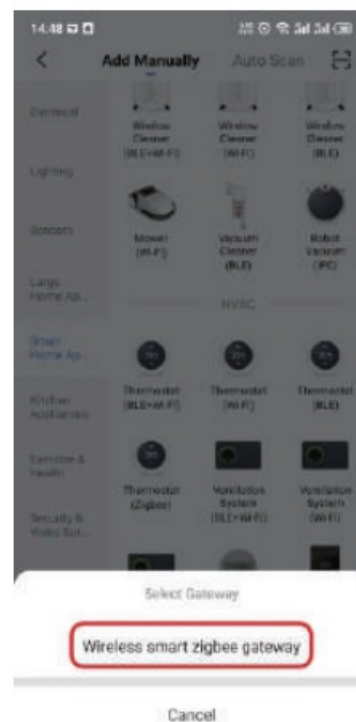 14:48
Add Manually Auto Scan
Electrical
Window Cleaner (BLE+Wi-Fi)
Window Cleaner (Wi-Fi)
Window Cleaner (BLE)
Lighting
Sensors
Mower (Wi-Fi)
Vacuum Cleaner (BLE)
Robot Vacuum (IPC)
Large Home Ap...
HVAC
Small Home Ap...
Thermostat (BLE+Wi-Fi)
Thermostat (Wi-Fi)
Thermostat (BLE)
Kitchen Appliances
Exercise & Health
Thermostat (Zigbee)
Ventilation System (BLE+Wi-Fi)
Ventilation System (Wi-Fi)
Security & Video Sur...
Select Gateway
Wireless smart zigbee gateway
Cancel